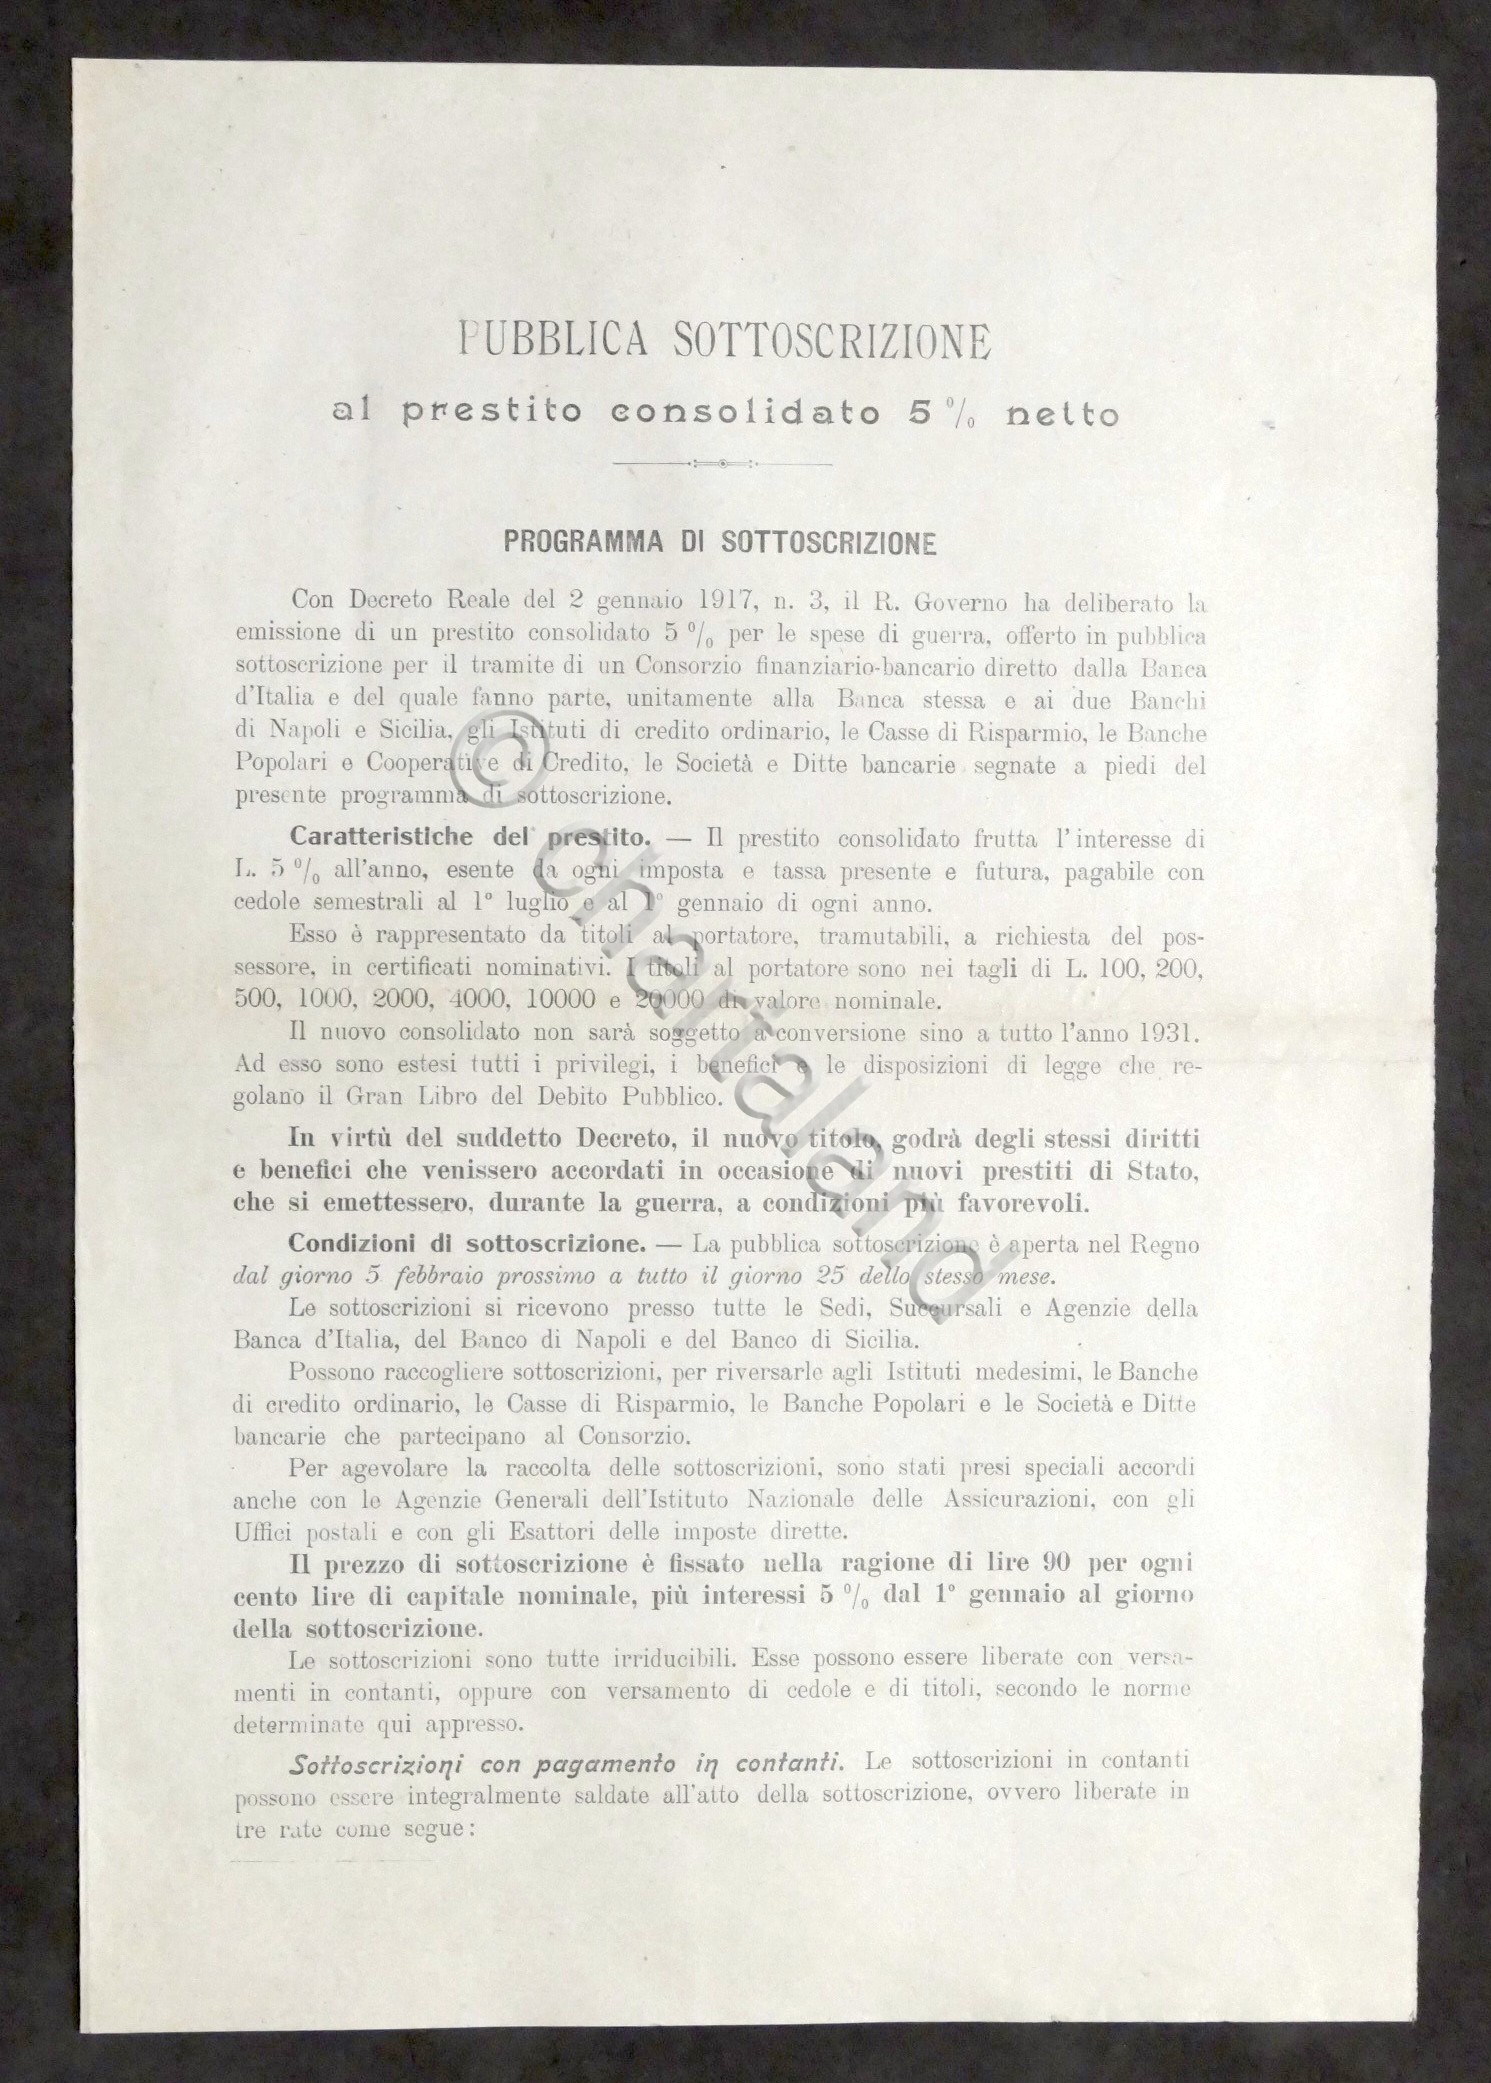 PUBBLICA SOTTOSCRIZIONE
al prestito consolidato 5 % netto
PROGRAMMA DI SOTTOSCRIZIONE
Con Decreto Reale del 2 gennaio 1917, n. 3, il R. Governo ha deliberato la
emissione di un prestito consolidato 5 % per le spese di guerra, offerto in pubblica
sottoscrizione per il tramite di un Consorzio finanziario-bancario diretto dalla Banca
d'Italia e del quale fanno parte, unitamente alla Banca stessa e ai due Banchi
di Napoli e Sicilia, gli Istituti di credito ordinario, le Casse di Risparmio, le Banche
Popolari e Cooperative di Credito, le Società e Ditte bancarie segnate a piedi del
presente programma di sottoscrizione.
Caratteristiche del prestito. — Il prestito consolidato frutta l'interesse di
L. 5 % all'anno, esente da ogni imposta e tassa presente e futura, pagabile con
cedole semestrali al 1° luglio e al 1° gennaio di ogni anno.
Esso è rappresentato da titoli al portatore, tramutabili, a richiesta del pos-
sessore, in certificati nominativi. I titoli al portatore sono nei tagli di L. 100, 200,
500, 1000, 2000, 4000, 10000 e 20000 di valore nominale.
Il nuovo consolidato non sarà soggetto a conversione sino a tutto l'anno 1931.
Ad esso sono estesi tutti i privilegi, i benefici e le disposizioni di legge che re-
golano il Gran Libro del Debito Pubblico.
In virtù del suddetto Decreto, il nuovo titolo, godrà degli stessi diritti
e benefici che venissero accordati in occasione di nuovi prestiti di Stato,
che si emettessero, durante la guerra, a condizioni più favorevoli.
Condizioni di sottoscrizione. — La pubblica sottoscrizione è aperta nel Regno
dal giorno 5 febbraio prossimo a tutto il giorno 25 dello stesso mese.
Le sottoscrizioni si ricevono presso tutte le Sedi, Succursali e Agenzie della
Banca d'Italia, del Banco di Napoli e del Banco di Sicilia.
Possono raccogliere sottoscrizioni, per riversarle agli Istituti medesimi, le Banche
di credito ordinario, le Casse di Risparmio, le Banche Popolari e le Società e Ditte
bancarie che partecipano al Consorzio.
Per agevolare la raccolta delle sottoscrizioni, sono stati presi speciali accordi
anche con le Agenzie Generali dell'Istituto Nazionale delle Assicurazioni, con gli
Uffici postali e con gli Esattori delle imposte dirette.
Il prezzo di sottoscrizione è fissato nella ragione di lire 90 per ogni
cento lire di capitale nominale, più interessi 5 % dal 1° gennaio al giorno
della sottoscrizione.
Le sottoscrizioni sono tutte irriducibili. Esse possono essere liberate con versa-
menti in contanti, oppure con versamento di cedole e di titoli, secondo le norme
determinate qui appresso.
Sottoscrizioni con pagamento in contanti. Le sottoscrizioni in contanti
possono essere integralmente saldate all'atto della sottoscrizione, ovvero liberate in
tre rate come segue:
© chartaland